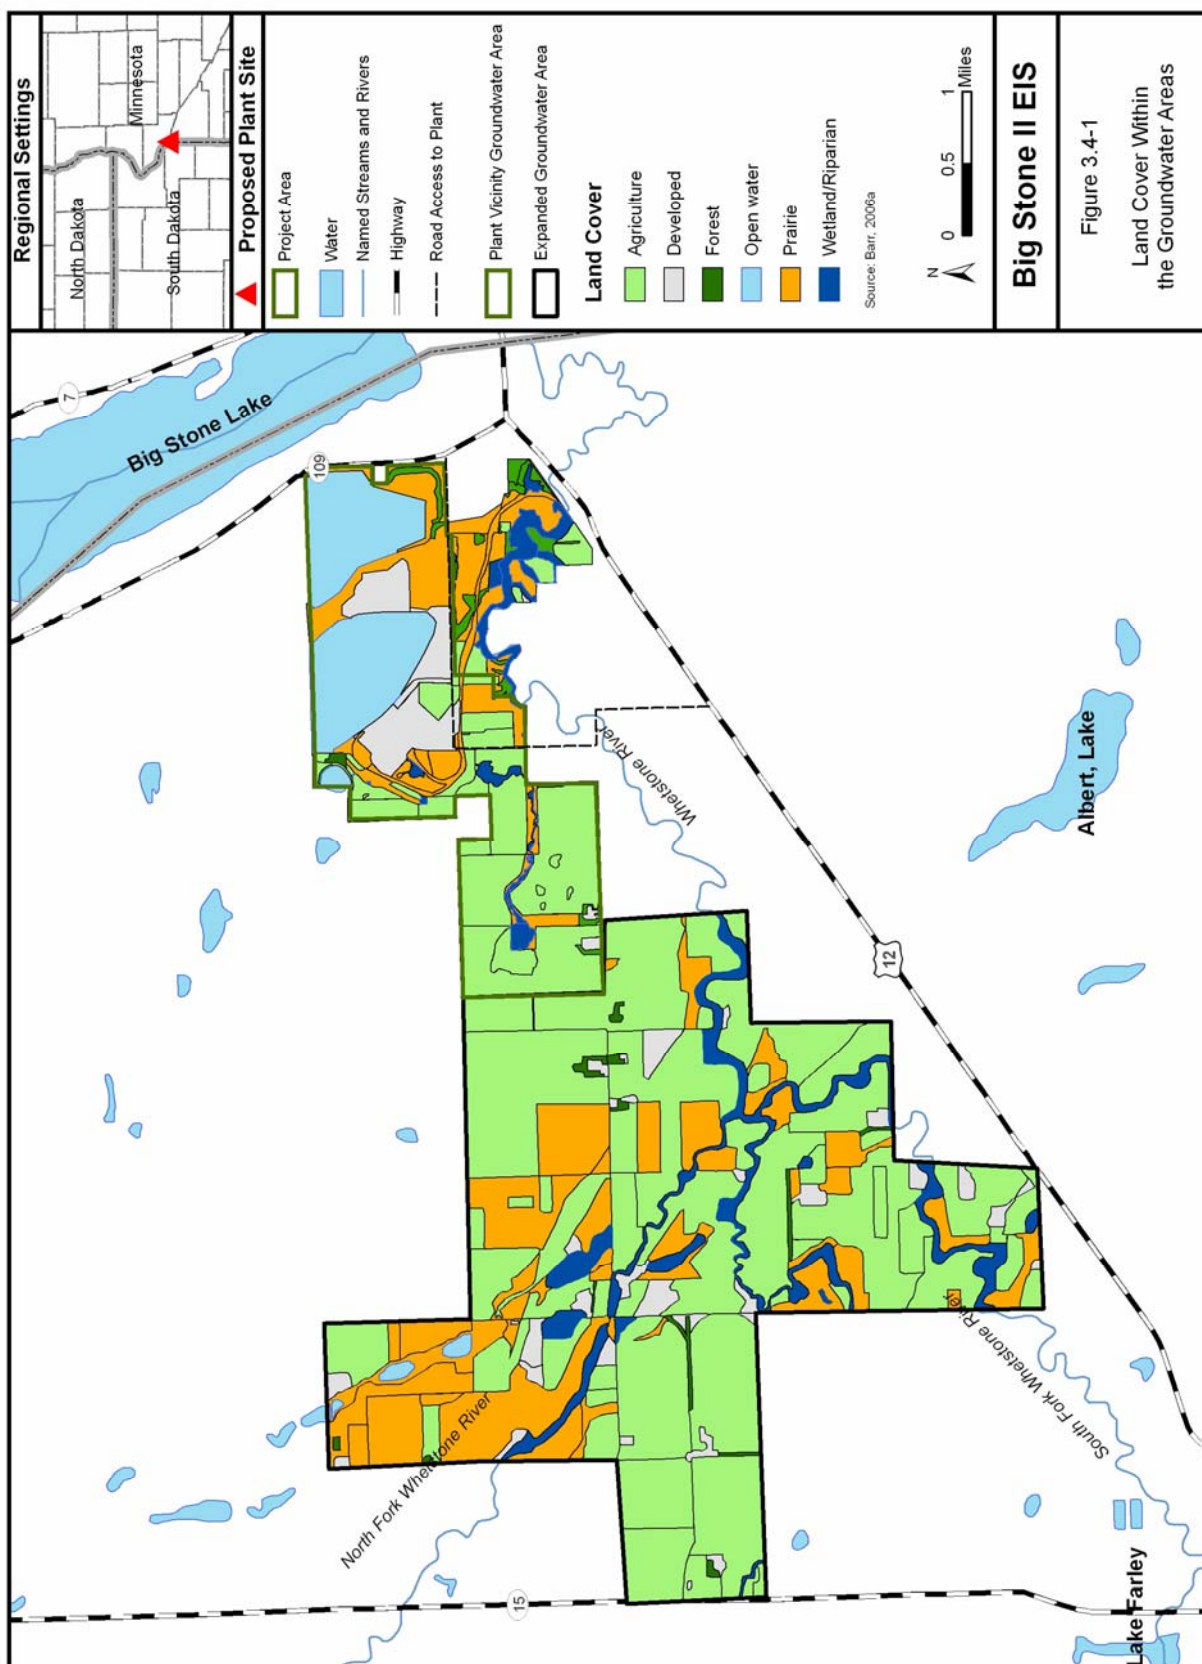 Regional Settings
North Dakota
Minnesota
South Dakota
Proposed Plant Site
Project Area
Water
Named Streams and Rivers
Highway
Road Access to Plant
Plant Vicinity Groundwater Area
Expanded Groundwater Area
Land Cover
Agriculture
Developed
Forest
Open water
Prairie
Wetland/Riparian
Source: Barr, 2006a
N
0 0.5 1
Miles
Big Stone II EIS
Figure 3.4-1
Land Cover Within
the Groundwater Areas
7
Big Stone Lake
109
Whetstone River
Albert, Lake
12
North Fork Whetstone River
South Fork Whetstone River
15
Lake Farley